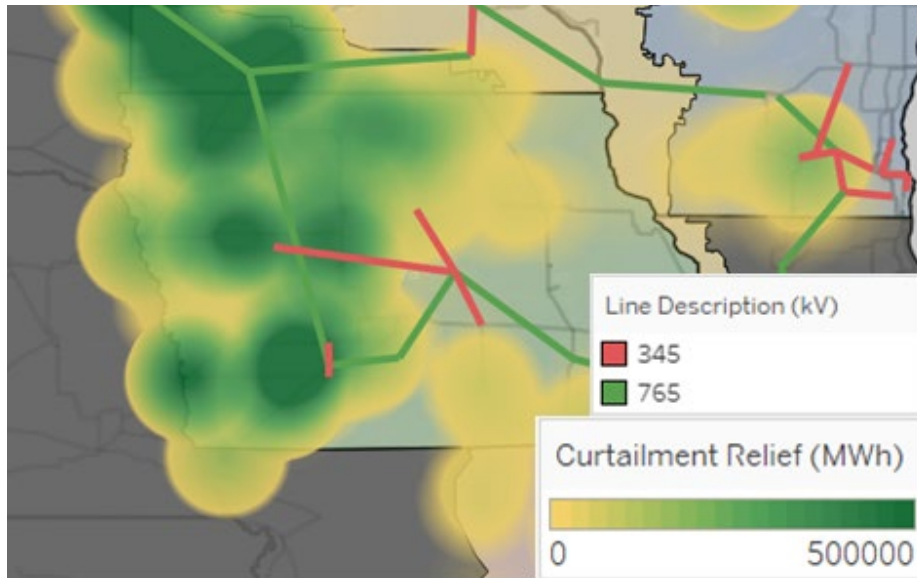 Line Description (kV)
345
765
Curtailment Relief (MWh)
0 500000